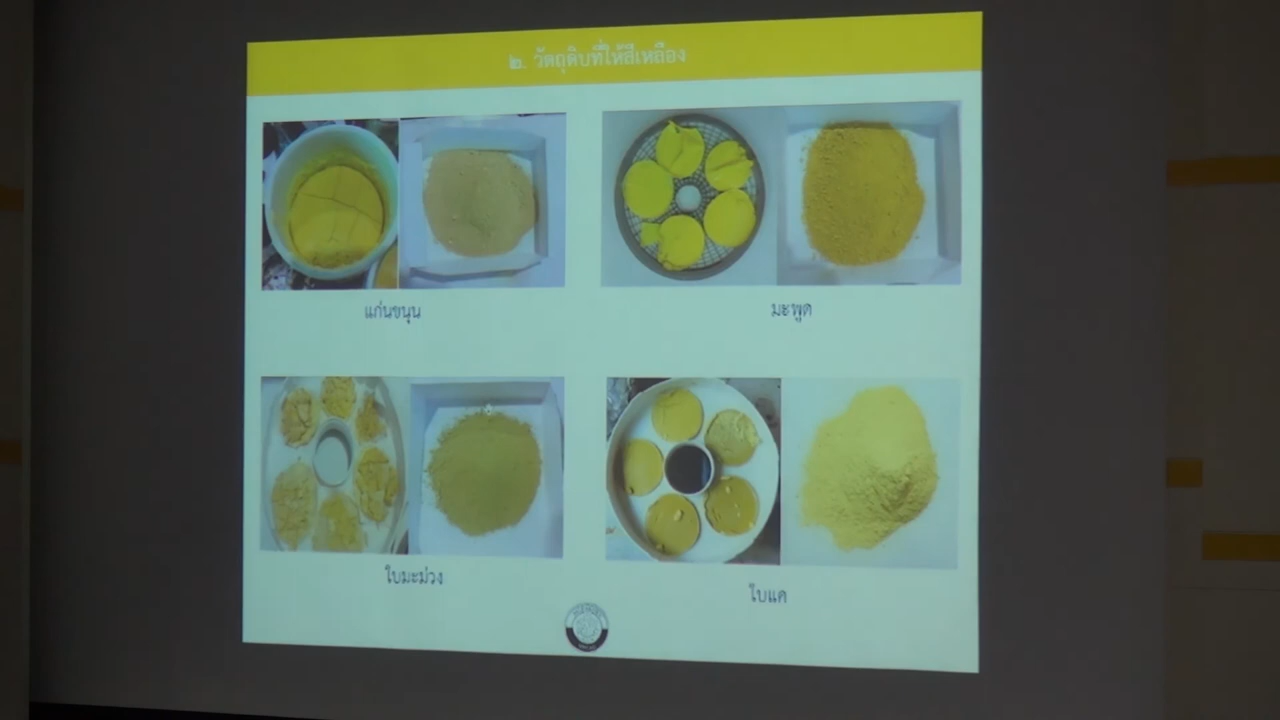 ๒. วัตถุดิบที่ให้สีเหลือง
แก่นขนุน
มะพูด
ใบมะม่วง
ใบแค